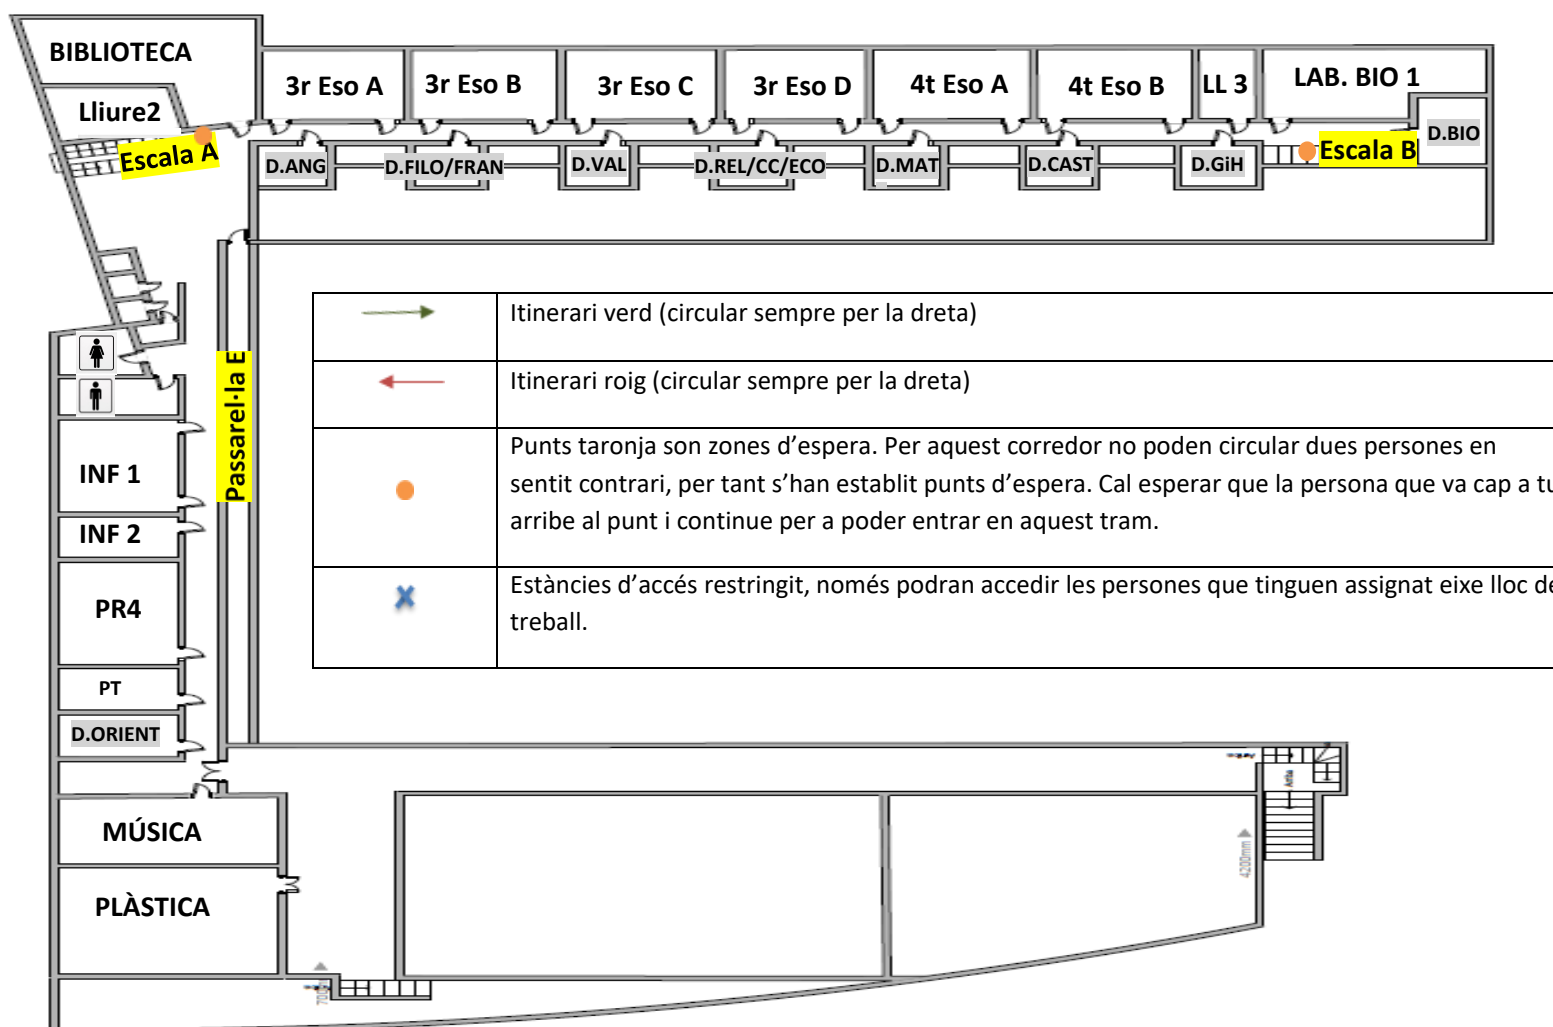 BIBLIOTECA
3r Eso A
3r Eso B
3r Eso C
3r Eso D
4t Eso A
4t Eso B
LL 3
LAB. BIO 1
Lliure2
D.BIO
Escala A
Escala B
D.ANG
D.FILO/FRAN
D.VAL
D.REL/CC/ECO
D.MAT
D.CAST
D.GiH
Itinerari verd (circular sempre per la dreta)
Itinerari roig (circular sempre per la dreta)
Punts taronja son zones d'espera. Per aquest corredor no poden circular dues persones en
sentit contrari, per tant s'han establit punts d'espera. Cal esperar que la persona que va cap a tu
arribe al punt i continue per a poder entrar en aquest tram.
Estàncies d'accés restringit, només podran accedir les persones que tinguen assignat eixe lloc de
treball.
Passarel·la E
INF 1
INF 2
PR4
PT
D.ORIENT
MÚSICA
PLÀSTICA
4200mm